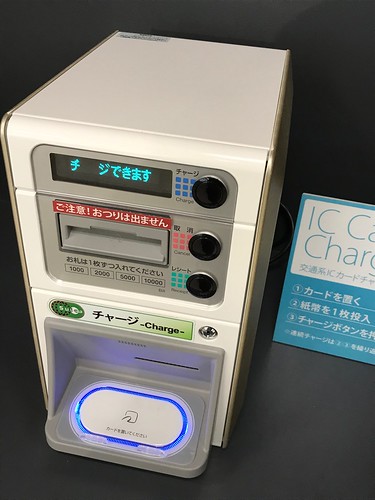 チ ジできます
チャージ
Charge
ご注意！おつりは出ません
取消
Cancel
お札は1枚ずつ入れてください
1000 2000 5000 10000
レシート
Receipt
チャージ-Charge-
カードを置いてください
IC Ca
Charg
交通系ICカードチャ
①カードを置く
②紙幣を1枚投入
③チャージボタンを押